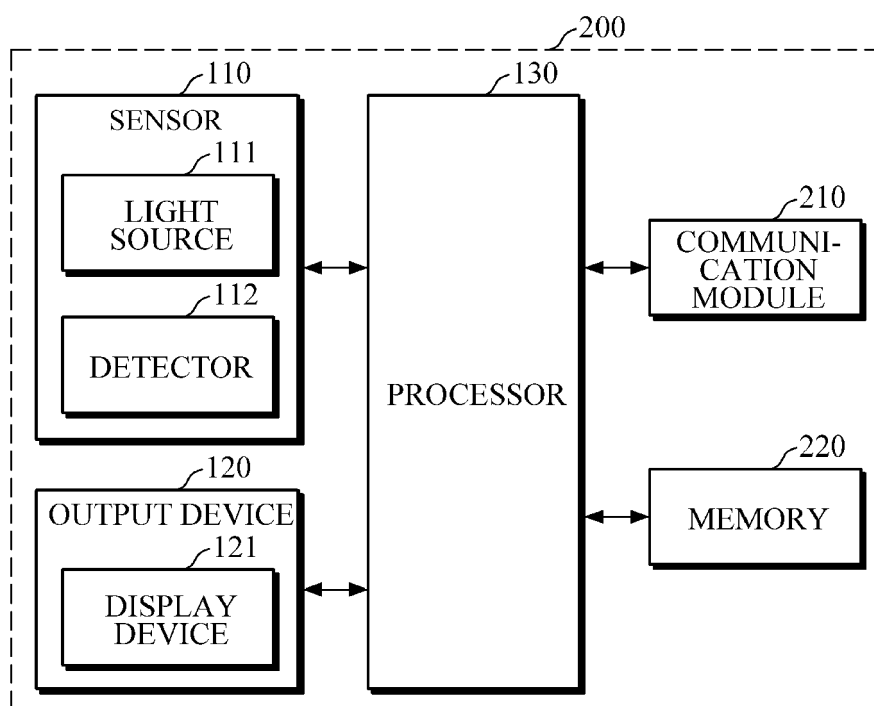 200
110
SENSOR
111
LIGHT
SOURCE
112
DETECTOR
120
OUTPUT DEVICE
121
DISPLAY
DEVICE
130
PROCESSOR
210
COMMUNI-
CATION
MODULE
220
MEMORY